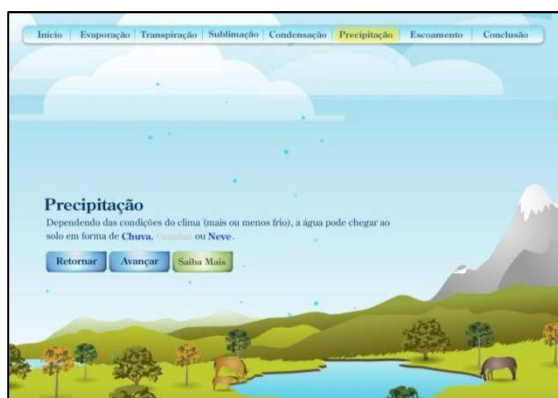 Início Evaporação Transpiração Sublimação Condensação Precipitação Escoamento Conclusão
Precipitação
Dependendo das condições do clima (mais ou menos frio), a água pode chegar ao
solo em forma de Chuva, Granizo ou Neve.
Retornar Avançar Saiba Mais